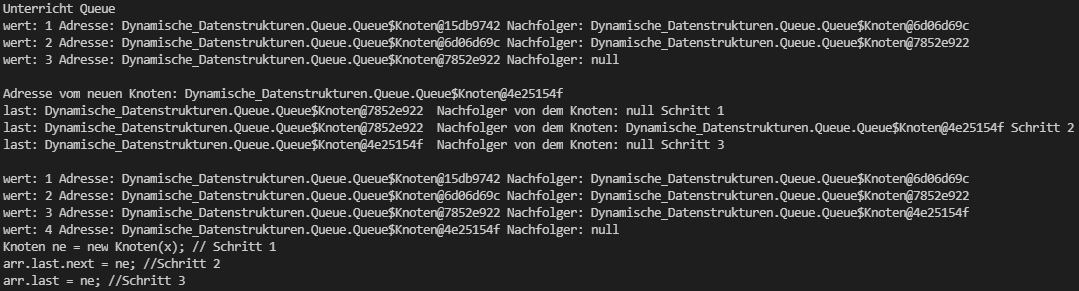 Unterricht Queue
wert: 1 Adresse: Dynamische_Datenstrukturen.Queue.Queue$Knoten@15db9742 Nachfolger: Dynamische_Datenstrukturen.Queue.Queue$Knoten@6d06d69c
wert: 2 Adresse: Dynamische_Datenstrukturen.Queue.Queue$Knoten@6d06d69c Nachfolger: Dynamische_Datenstrukturen.Queue.Queue$Knoten@7852e922
wert: 3 Adresse: Dynamische_Datenstrukturen.Queue.Queue$Knoten@7852e922 Nachfolger: null
Adresse vom neuen Knoten: Dynamische_Datenstrukturen.Queue.Queue$Knoten@4e25154f
last: Dynamische_Datenstrukturen.Queue.Queue$Knoten@7852e922  Nachfolger von dem Knoten: null Schritt 1
last: Dynamische_Datenstrukturen.Queue.Queue$Knoten@7852e922  Nachfolger von dem Knoten: Dynamische_Datenstrukturen.Queue.Queue$Knoten@4e25154f Schritt 2
last: Dynamische_Datenstrukturen.Queue.Queue$Knoten@4e25154f  Nachfolger von dem Knoten: null Schritt 3
wert: 1 Adresse: Dynamische_Datenstrukturen.Queue.Queue$Knoten@15db9742 Nachfolger: Dynamische_Datenstrukturen.Queue.Queue$Knoten@6d06d69c
wert: 2 Adresse: Dynamische_Datenstrukturen.Queue.Queue$Knoten@6d06d69c Nachfolger: Dynamische_Datenstrukturen.Queue.Queue$Knoten@7852e922
wert: 3 Adresse: Dynamische_Datenstrukturen.Queue.Queue$Knoten@7852e922 Nachfolger: Dynamische_Datenstrukturen.Queue.Queue$Knoten@4e25154f
wert: 4 Adresse: Dynamische_Datenstrukturen.Queue.Queue$Knoten@4e25154f Nachfolger: null
Knoten ne = new Knoten(x); // Schritt 1
arr.last.next = ne; //Schritt 2
arr.last = ne; //Schritt 3